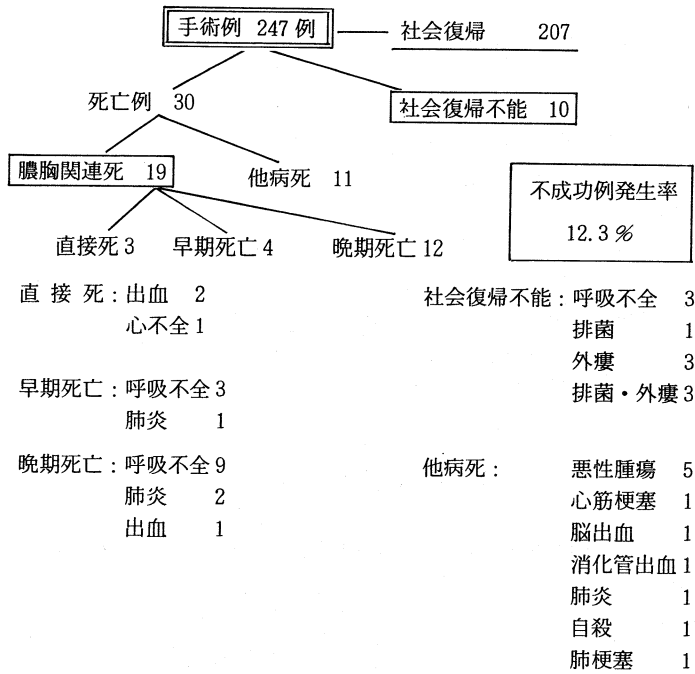 手術例 247例
社会復帰 207
死亡例 30
社会復帰不能 10
膿胸関連死 19
他病死 11
不成功例発生率
12.3%
直接死3
早期死亡4
晩期死亡12
直接死:出血 2
心不全1
早期死亡:呼吸不全3
肺炎 1
晩期死亡:呼吸不全9
肺炎 2
出血 1
社会復帰不能:呼吸不全 3
排菌 1
外瘻 3
排菌・外瘻3
他病死: 悪性腫瘍 5
心筋梗塞 1
脳出血 1
消化管出血1
肺炎 1
自殺 1
肺梗塞 1